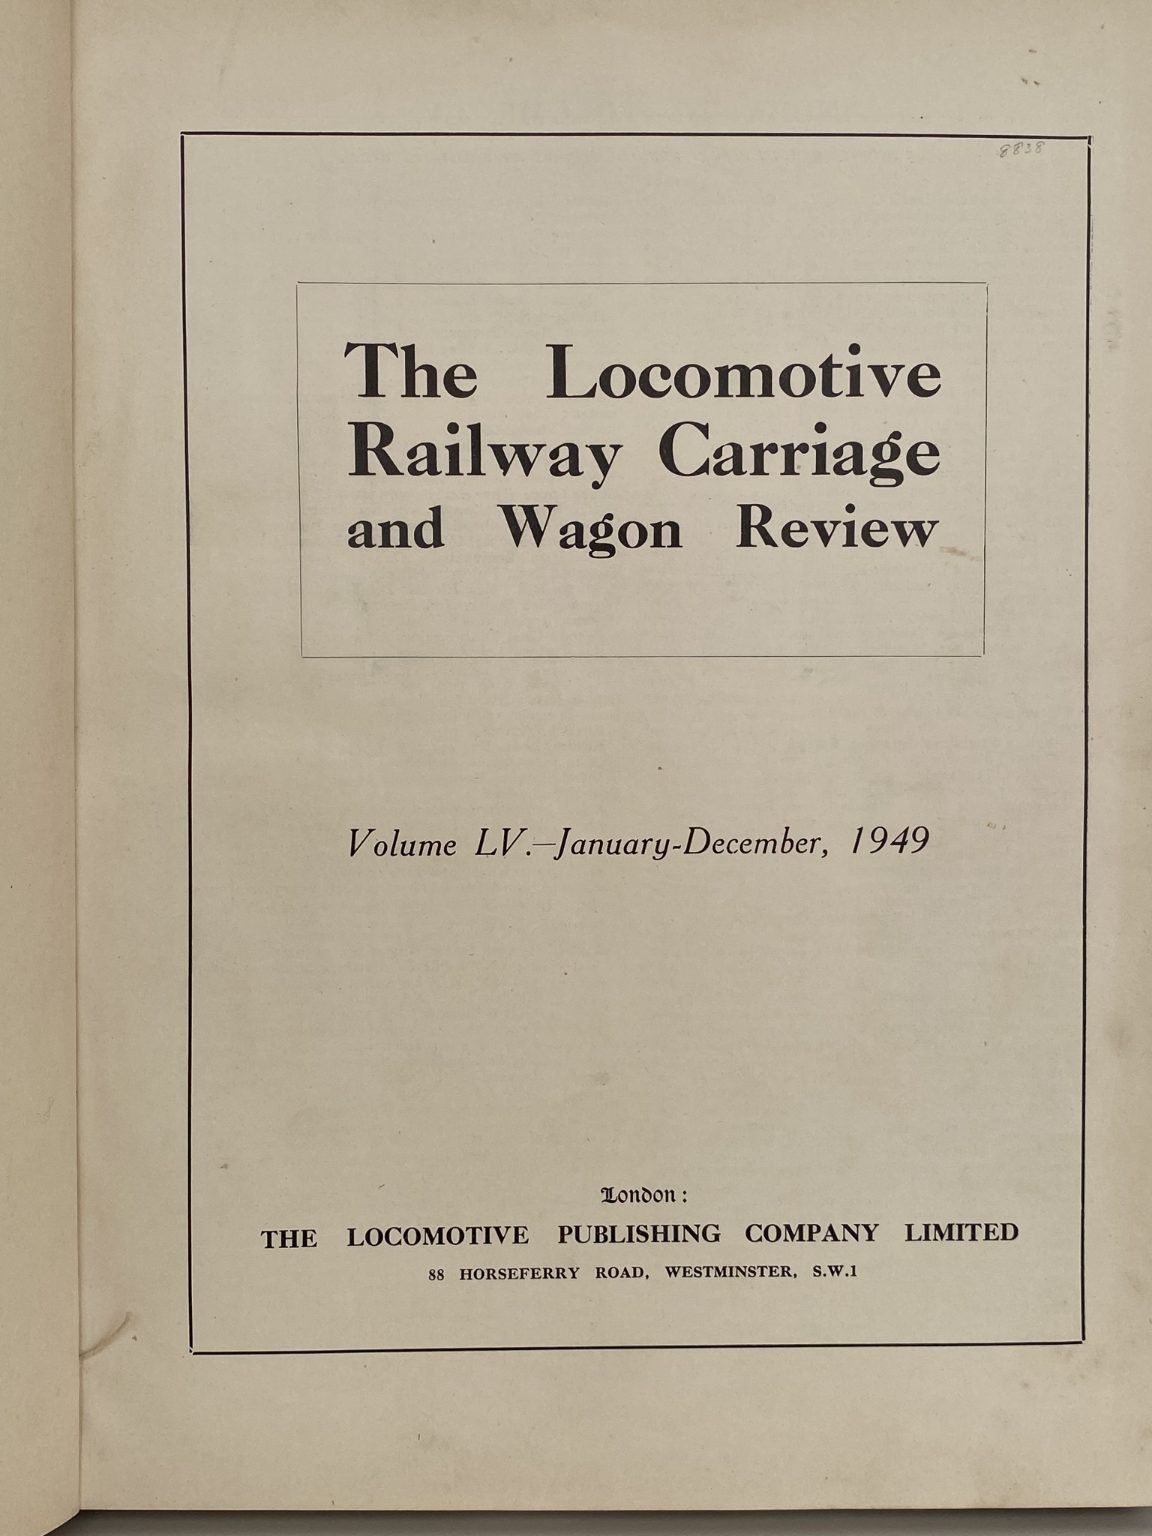 8838
The Locomotive
Railway Carriage
and Wagon Review
Volume LV.—January-December, 1949
London:
THE LOCOMOTIVE PUBLISHING COMPANY LIMITED
88 HORSEFERRY ROAD, WESTMINSTER, S.W.1